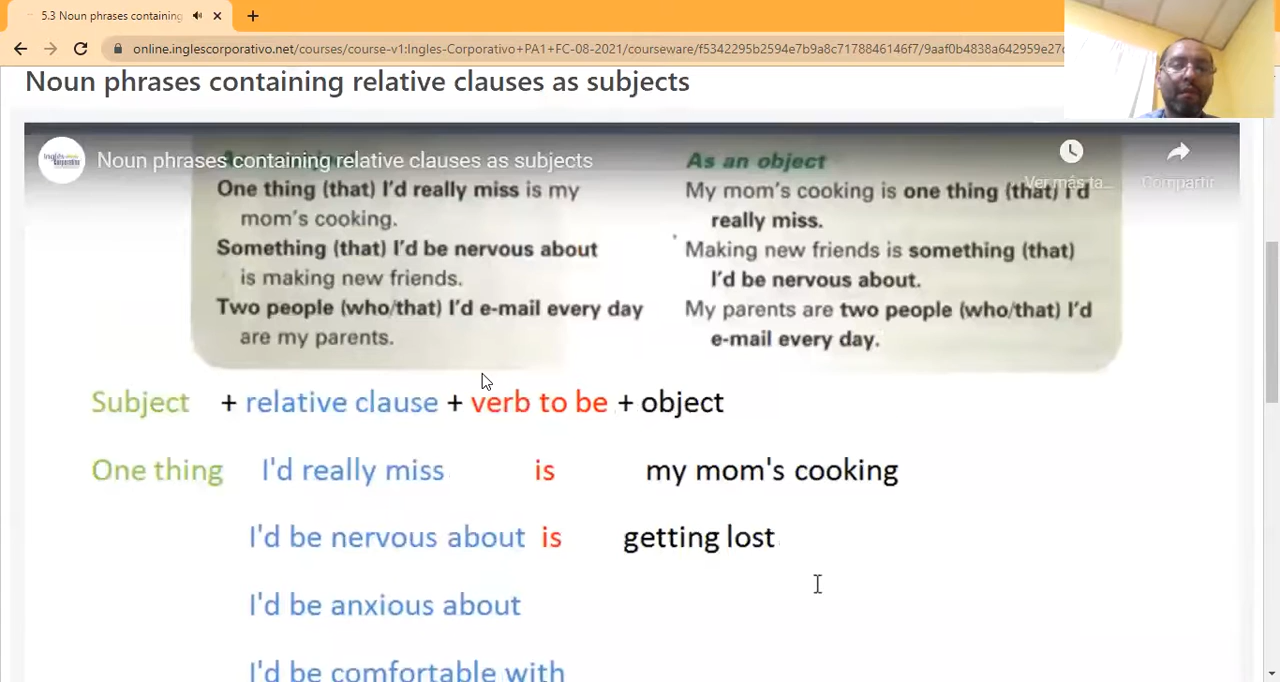 5.3 Noun phrases containing
online.inglescorporativo.net/courses/course-v1:Ingles-Corporativo+PA1+FC-08-2021/courseware/f5342295b2594e7b9a8c7178846146f7/9aaf0b4838a642959e27
Noun phrases containing relative clauses as subjects
Noun phrases containing relative clauses as subjects
Ver más ta...
Compartir
One thing (that) I'd really miss is my
mom's cooking.
Something (that) I'd be nervous about
is making new friends.
Two people (who/that) I'd e-mail every day
are my parents.
As an object
My mom's cooking is one thing (that) I'd
really miss.
Making new friends is something (that)
I'd be nervous about.
My parents are two people (who/that) I'd
e-mail every day.
Subject + relative clause + verb to be + object
One thing I'd really miss is my mom's cooking
I'd be nervous about is getting lost
I'd be anxious about
I'd be comfortable with